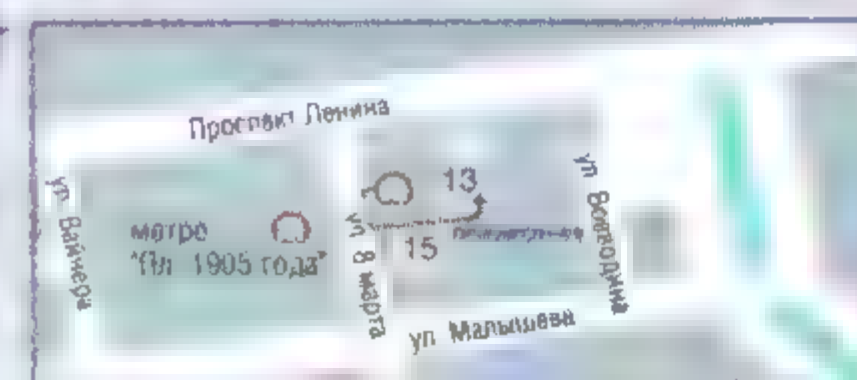 Проспект Ленина
13
ул Вайнера
метро
"Пл 1905 года"
ул 8 марта
15
ул Воеводина
ул Малышева